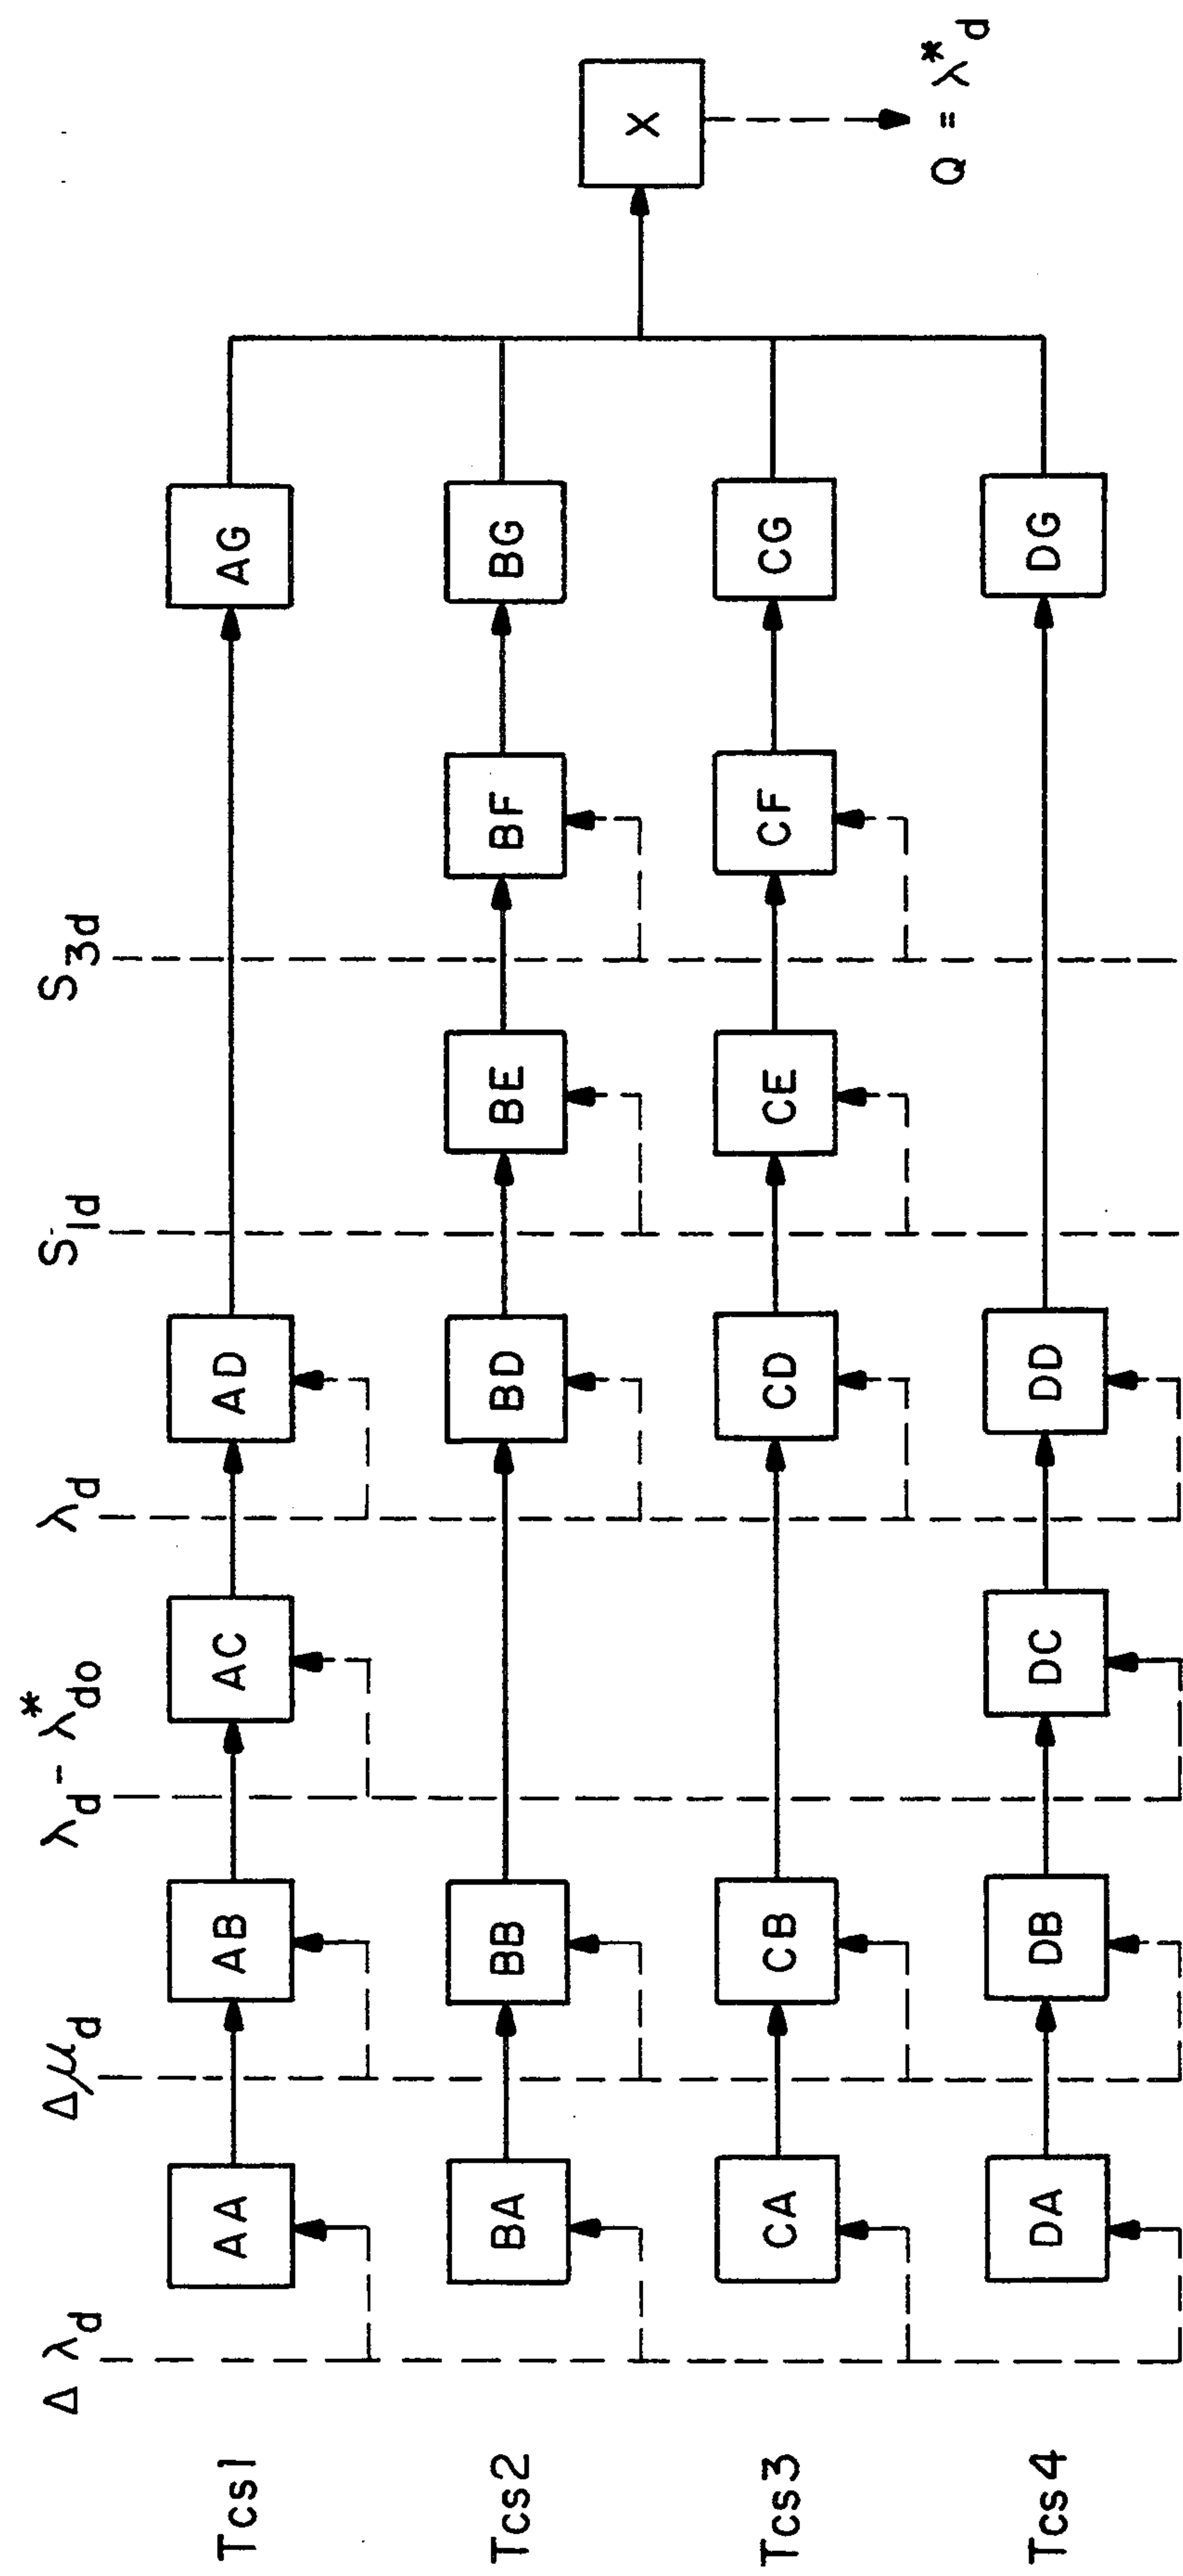 Δ λd
Δμd
λd - λ*do
λd
S1d
S3d
Tcs1
AA
AB
AC
AD
AG
Tcs2
BA
BB
BD
BE
BF
BG
X
Q = λ*d
Tcs3
CA
CB
CD
CE
CF
CG
Tcs4
DA
DB
DC
DD
DG